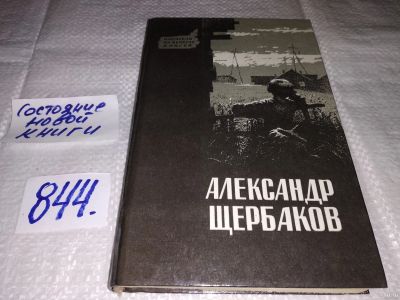 Состояние
новой
книги
844.
АЛЕКСАНДР
ЩЕРБАКОВ